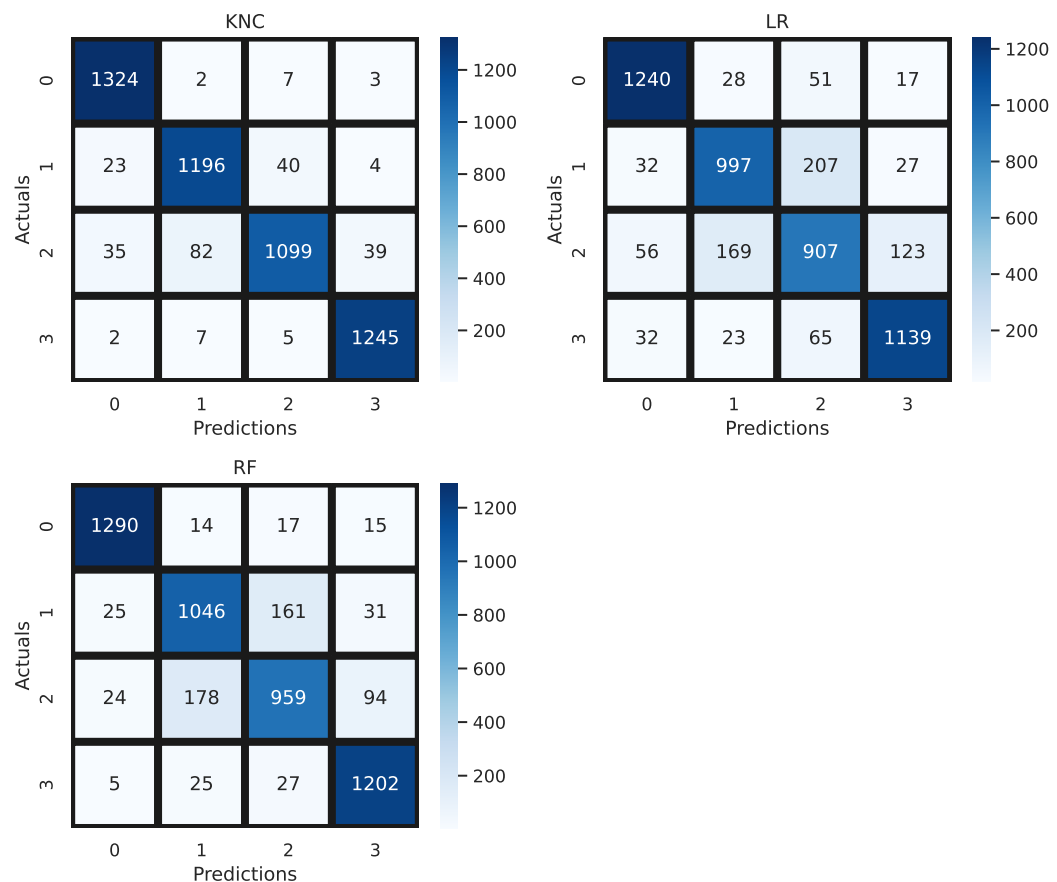 KNC
0 1324 2 7 3
1 23 1196 40 4
2 35 82 1099 39
3 2 7 5 1245
0 1 2 3
Actuals
Predictions
1200
1000
800
600
400
200
LR
0 1240 28 51 17
1 32 997 207 27
2 56 169 907 123
3 32 23 65 1139
0 1 2 3
Actuals
Predictions
1200
1000
800
600
400
200
RF
0 1290 14 17 15
1 25 1046 161 31
2 24 178 959 94
3 5 25 27 1202
0 1 2 3
Actuals
Predictions
1200
1000
800
600
400
200